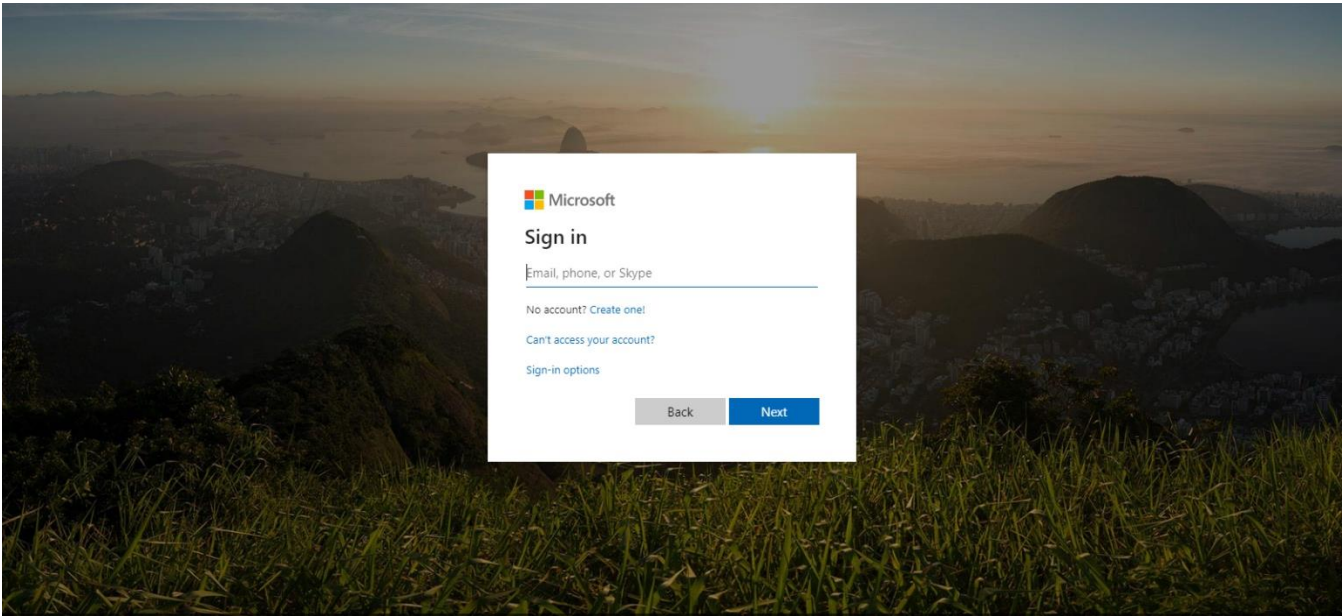 Microsoft
Sign in
Email, phone, or Skype
No account? Create one!
Can't access your account?
Sign-in options
Back Next